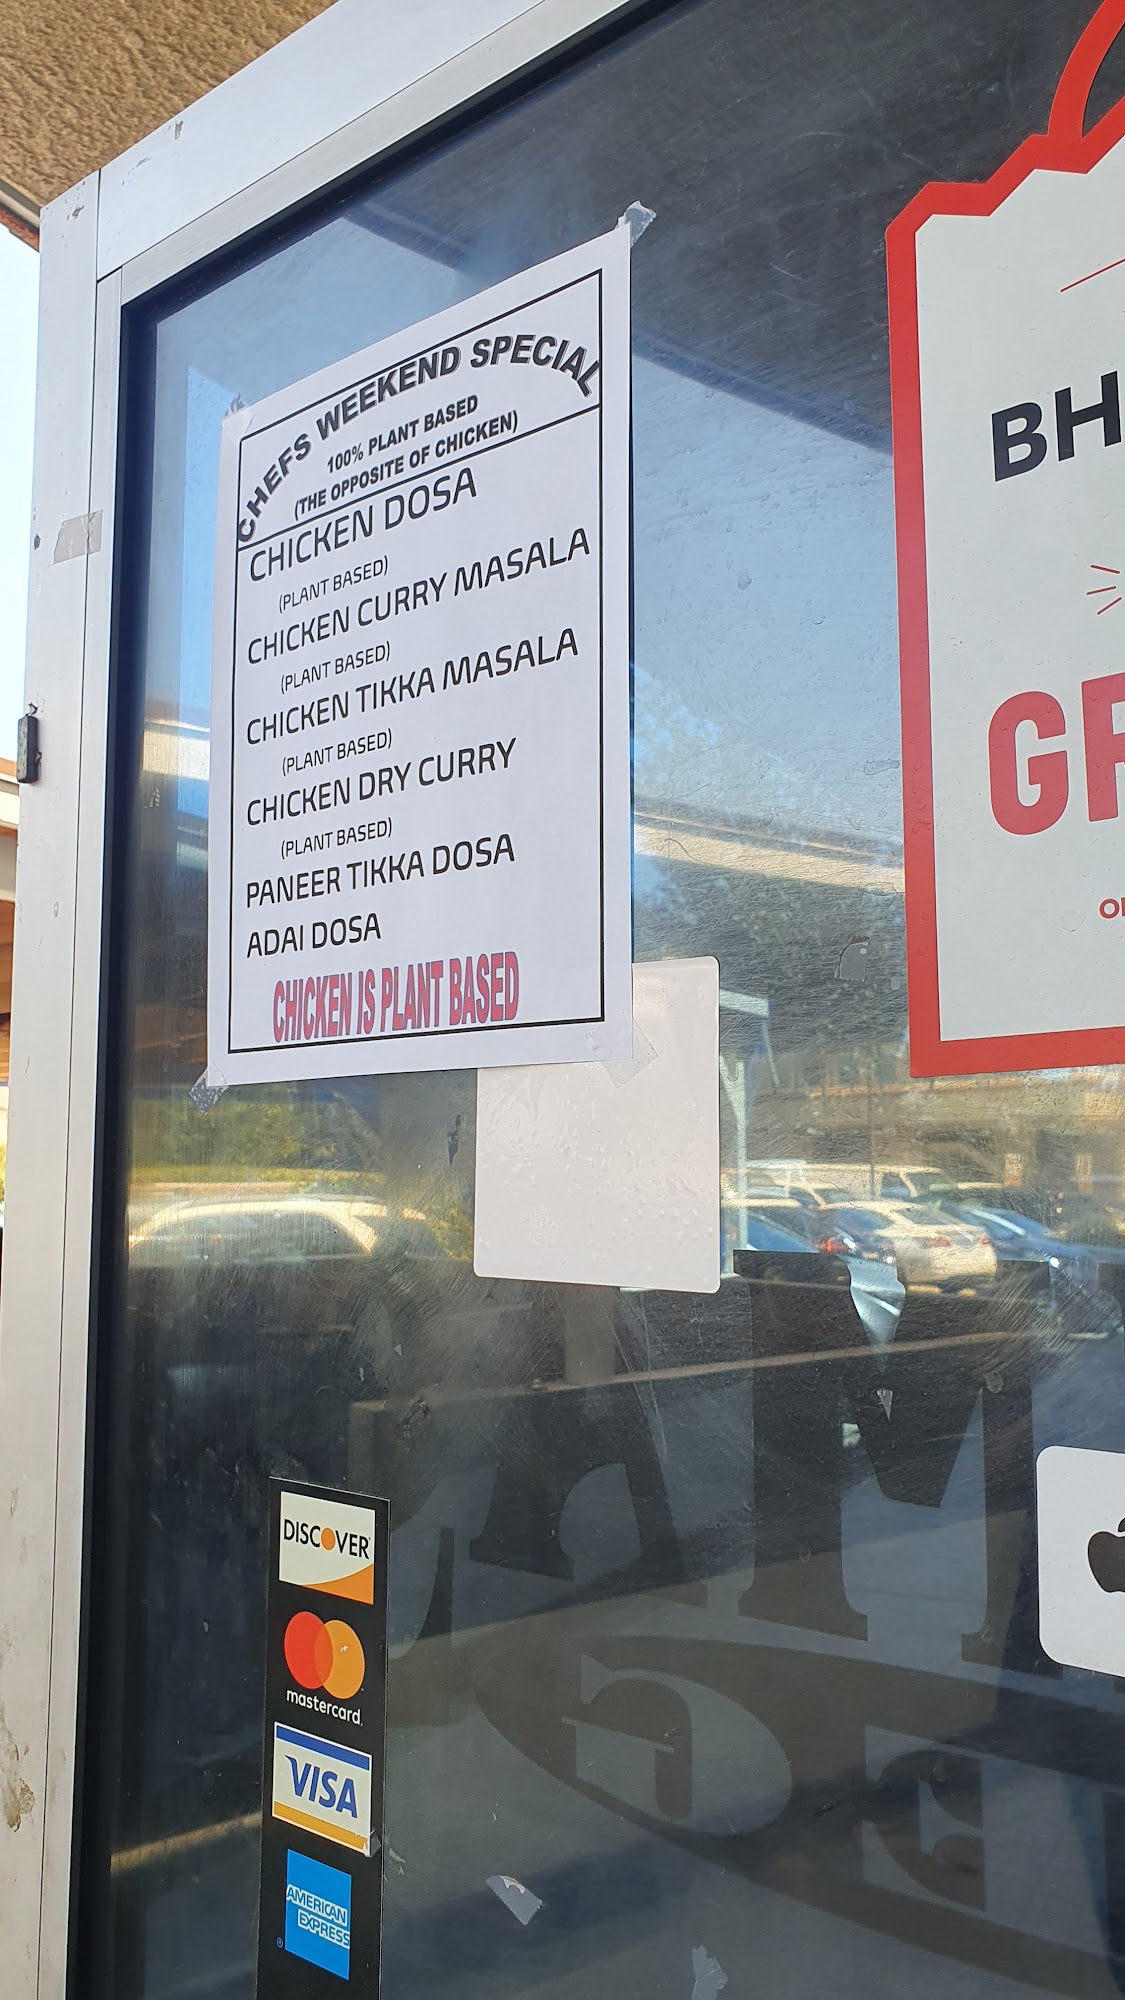 CHEFS WEEKEND SPECIAL
100% PLANT BASED
(THE OPPOSITE OF CHICKEN)
CHICKEN DOSA
(PLANT BASED)
CHICKEN CURRY MASALA
(PLANT BASED)
CHICKEN TIKKA MASALA
(PLANT BASED)
CHICKEN DRY CURRY
(PLANT BASED)
PANEER TIKKA DOSA
ADAI DOSA
CHICKEN IS PLANT BASED
BH
GR
DISCOVER
mastercard
VISA
AMERICAN
EXPRESS